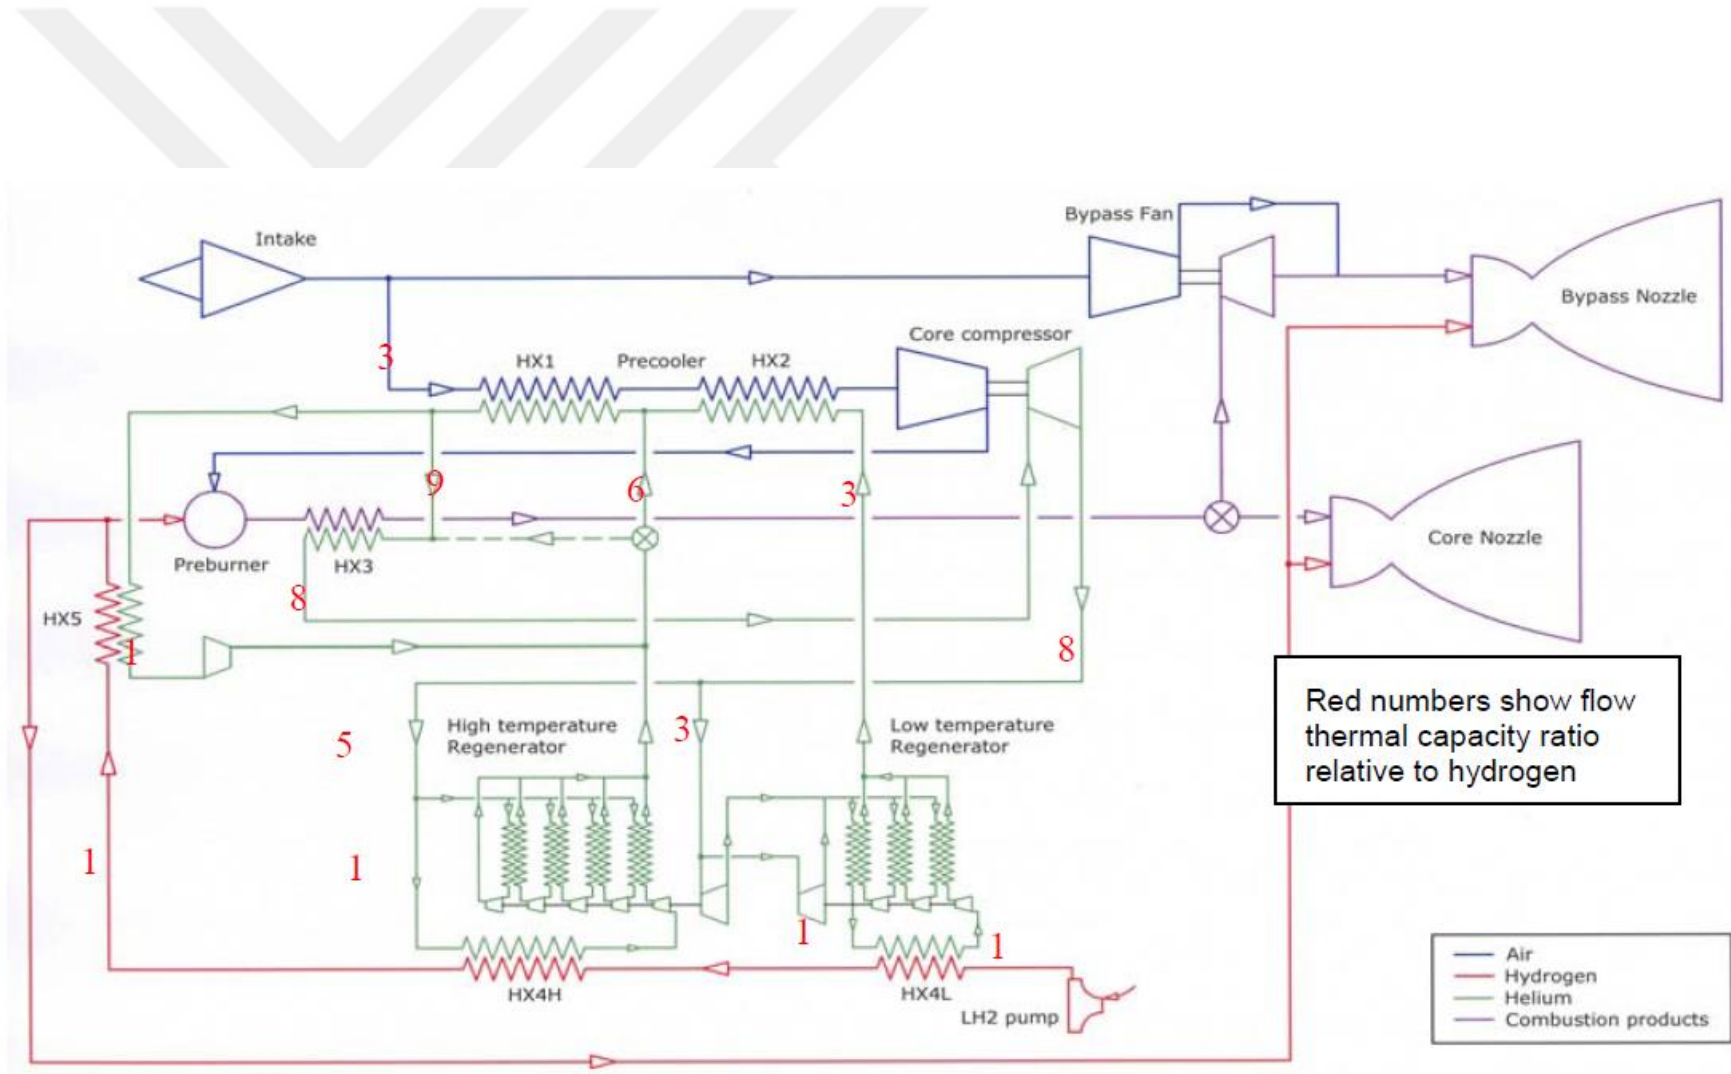 Intake
Bypass Fan
Bypass Nozzle
Core compressor
3
HX1
Precooler
HX2
9
6
3
Core Nozzle
Preburner
HX3
8
HX5
1
8
Red numbers show flow
thermal capacity ratio
relative to hydrogen
5
High temperature
Regenerator
3
Low temperature
Regenerator
1
1
1
1
HX4H
HX4L
LH2 pump
Air
Hydrogen
Helium
Combustion products